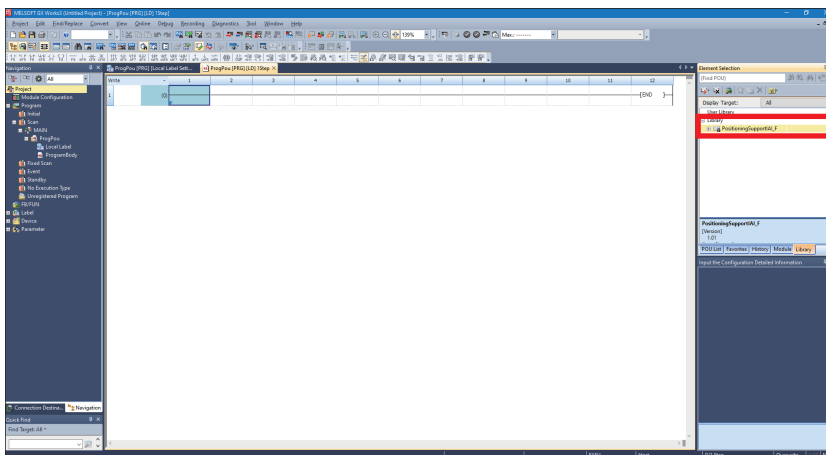 MELSOFT GX Works3 (Untitled Project) - [ProgPou [PRG] [LD] 1Step]
Project Edit Find/Replace Convert View Online Debug Recording Diagnostics Tool Window Help
139%
Navigation
ProgPou [PRG] [Local Label Sett...
ProgPou [PRG] [LD] 1Step
Element Selection
All
Write 1 2 3 4 5 6 7 8 9 10 11 12
(Find POU)
Project
1 (0) [END ]
Module Configuration
Program
Initial
Scan
MAIN
ProgPou
Local Label
ProgramBody
Fixed Scan
Event
Standby
No Execution Type
Unregistered Program
FB/FUN
Label
Device
Parameter
Display Target: All
User Library
Library
PositioningSupportIAI_F
PositioningSupportIAI_F
[Version]
1.01
POU List Favorites History Module Library
Input the Configuration Detailed Information
Connection Destina... Navigation
Quick Find
Find Target: All